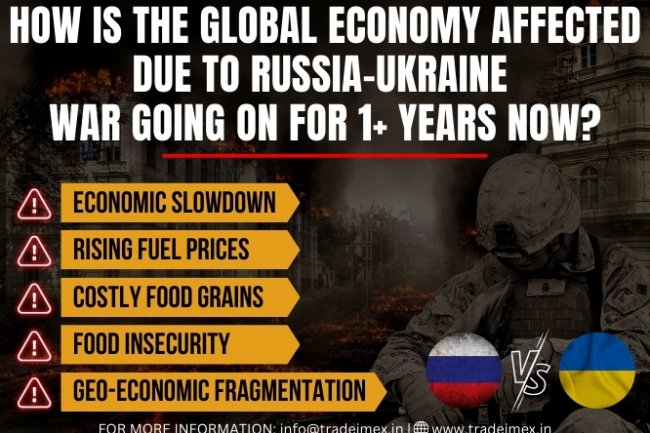 HOW IS THE GLOBAL ECONOMY AFFECTED
DUE TO RUSSIA-UKRAINE
WAR GOING ON FOR 1+ YEARS NOW?
ECONOMIC SLOWDOWN
RISING FUEL PRICES
COSTLY FOOD GRAINS
FOOD INSECURITY
GEO-ECONOMIC FRAGMENTATION
VS
FOR MORE INFORMATION: info@tradeimex.in | www.tradeimex.in